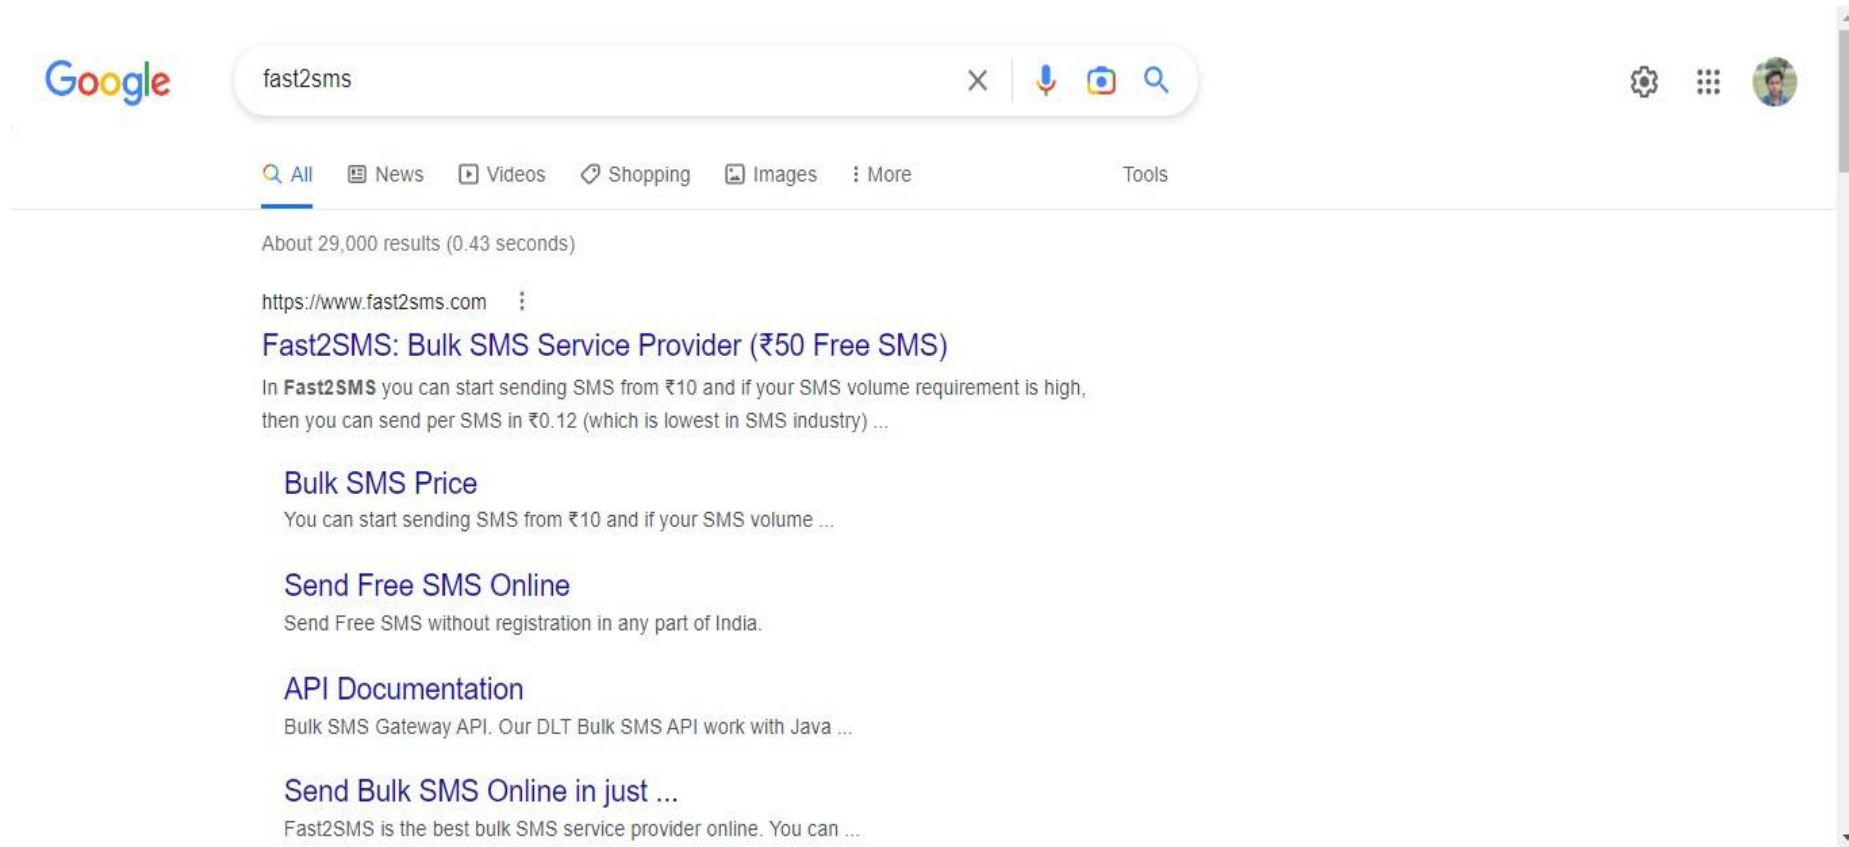 Google
fast2sms
All News Videos Shopping Images More Tools
About 29,000 results (0.43 seconds)
https://www.fast2sms.com
Fast2SMS: Bulk SMS Service Provider (₹50 Free SMS)
In Fast2SMS you can start sending SMS from ₹10 and if your SMS volume requirement is high,
then you can send per SMS in ₹0.12 (which is lowest in SMS industry) ...
Bulk SMS Price
You can start sending SMS from ₹10 and if your SMS volume ...
Send Free SMS Online
Send Free SMS without registration in any part of India.
API Documentation
Bulk SMS Gateway API. Our DLT Bulk SMS API work with Java ...
Send Bulk SMS Online in just ...
Fast2SMS is the best bulk SMS service provider online. You can ...